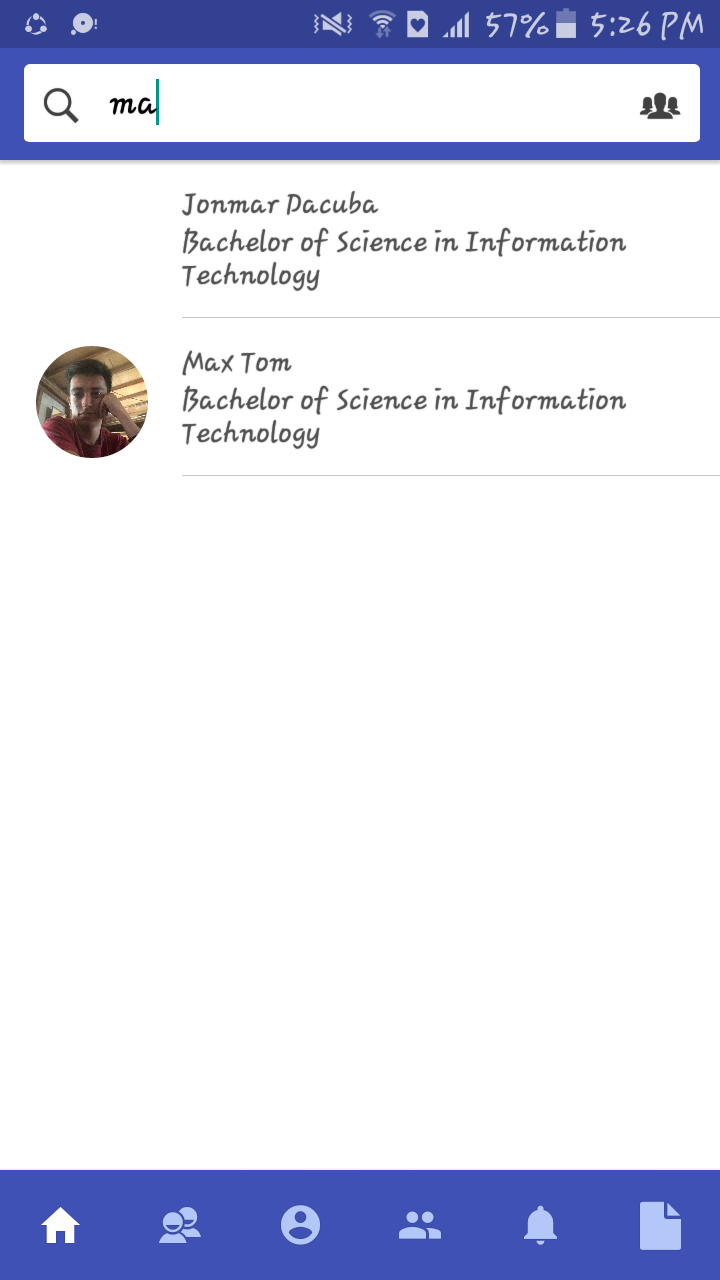 57% 5:26 PM
ma
Jonmar Dacuba
Bachelor of Science in Information
Technology
Max Tom
Bachelor of Science in Information
Technology